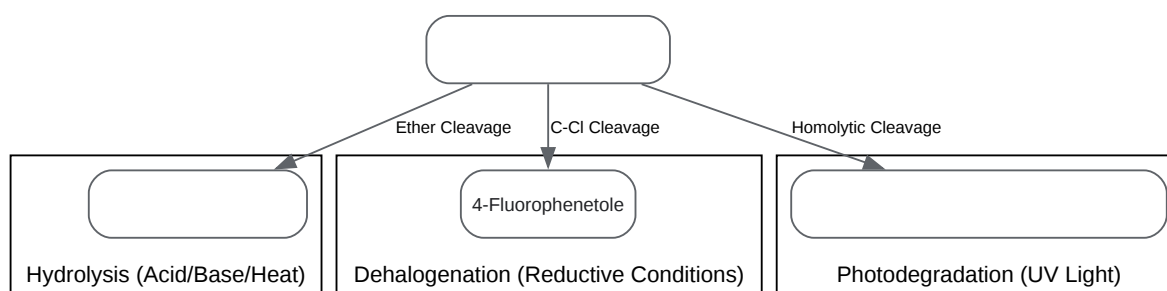 Ether Cleavage
C-Cl Cleavage
Homolytic Cleavage
4-Fluorophenetole
Hydrolysis (Acid/Base/Heat)
Dehalogenation (Reductive Conditions)
Photodegradation (UV Light)